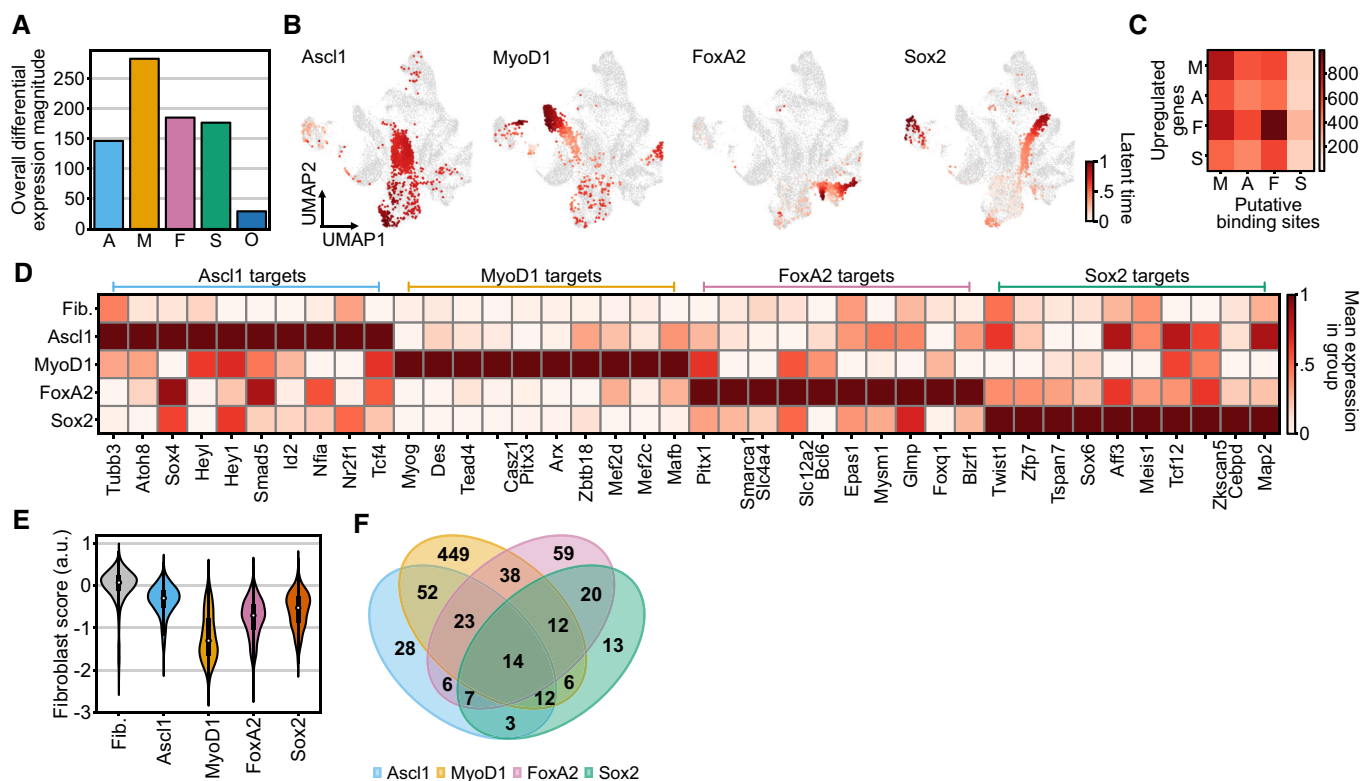 A
Overall differential
expression magnitude
250
200
150
100
50
0
A M F S O
B
Ascl1 MyoD1 FoxA2 Sox2
UMAP2
UMAP1
Latent time
1
.5
0
C
Upregulated
genes
M
A
F
S
M A F S
Putative
binding sites
800
600
400
200
D
Ascl1 targets MyoD1 targets FoxA2 targets Sox2 targets
Fib.
Ascl1
MyoD1
FoxA2
Sox2
Tubb3 Atoh8 Sox4 Heyl Hey1 Smad5 Id2 Nfia Nr2f1 Tcf4 Myog Des Tead4 Casz1 Pitx3 Arx Zbtb18 Mef2d Mef2c Mafb Pitx1 Smarca1 Slc4a4 Slc12a2 Bcl6 Epas1 Mysm1 Glmp Foxq1 Blzf1 Twist1 Zfp7 Tspan7 Sox6 Aff3 Meis1 Tcf12 Zkscan5 Cebpd Map2
Mean expression
in group
1
.5
0
E
Fibroblast score (a.u.)
1
0
-1
-2
-3
Fib. Ascl1 MyoD1 FoxA2 Sox2
F
449 59
52 38 20
23 12
28 14 13
6 7 12 6
3
Ascl1 MyoD1 FoxA2 Sox2